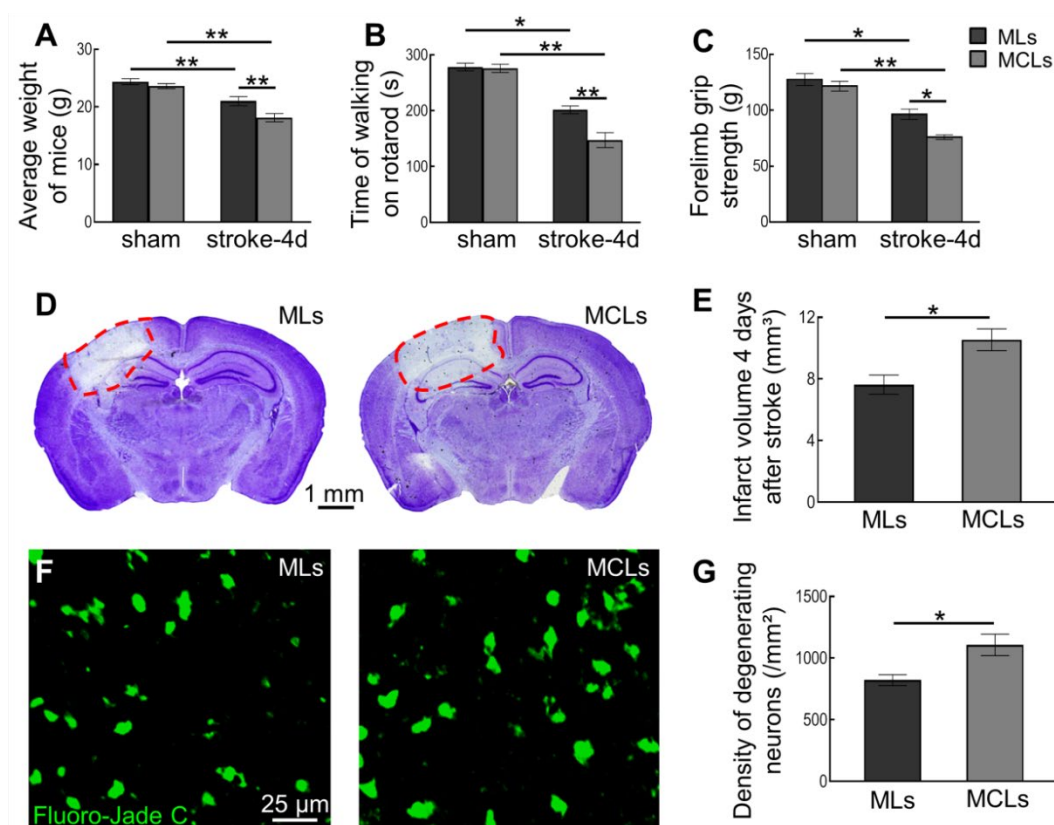 A
Average weight
of mice (g)
30
20
10
0
**
**
**
sham
stroke-4d
B
Time of walking
on rotarod (s)
300
200
100
0
*
**
**
sham
stroke-4d
C
Forelimb grip
strength (g)
150
100
50
0
*
**
*
sham
stroke-4d
MLs
MCLs
D
MLs
1 mm
MCLs
E
Infarct volume 4 days
after stroke (mm³)
12
8
4
0
*
MLs
MCLs
F
MLs
Fluoro-Jade C
25 µm
MCLs
G
Density of degenerating
neurons (/mm²)
1500
1000
500
0
*
MLs
MCLs